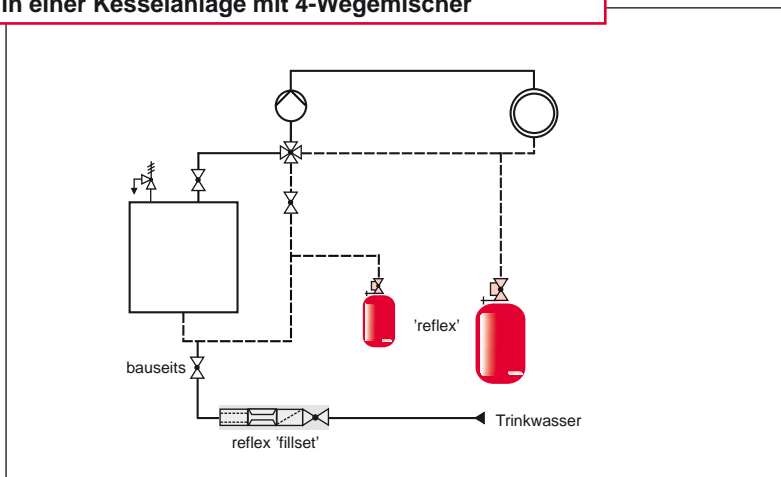 in einer Kesselanlage mit 4-Wegemischer
'reflex'
bauseits
Trinkwasser
reflex 'fillset'